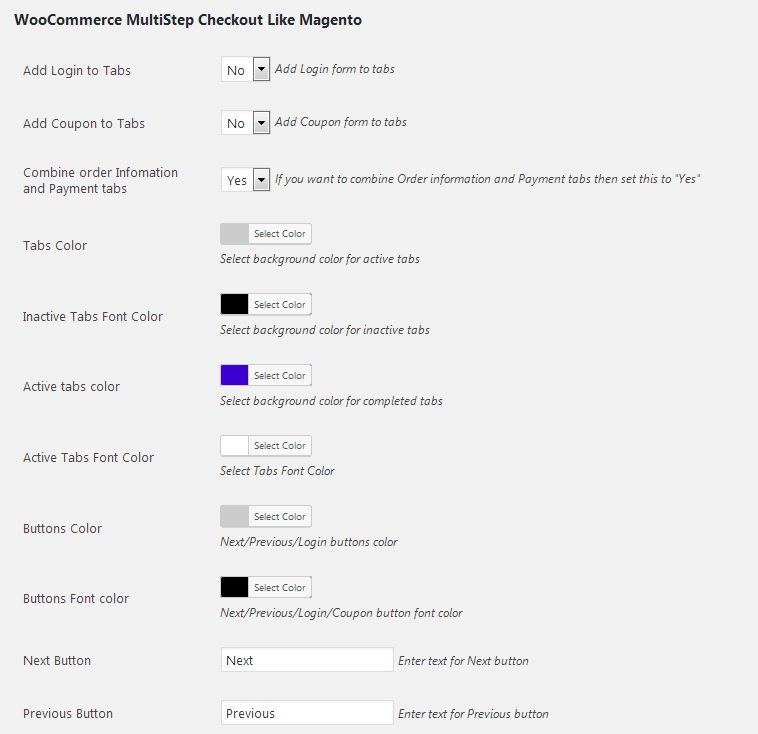 WooCommerce MultiStep Checkout Like Magento
Add Login to Tabs No Add Login form to tabs
Add Coupon to Tabs No Add Coupon form to tabs
Combine order Infomation
and Payment tabs Yes If you want to combine Order information and Payment tabs then set this to "Yes"
Tabs Color Select Color
Select background color for active tabs
Inactive Tabs Font Color Select Color
Select background color for inactive tabs
Active tabs color Select Color
Select background color for completed tabs
Active Tabs Font Color Select Color
Select Tabs Font Color
Buttons Color Select Color
Next/Previous/Login buttons color
Buttons Font color Select Color
Next/Previous/Login/Coupon button font color
Next Button Next Enter text for Next button
Previous Button Previous Enter text for Previous button